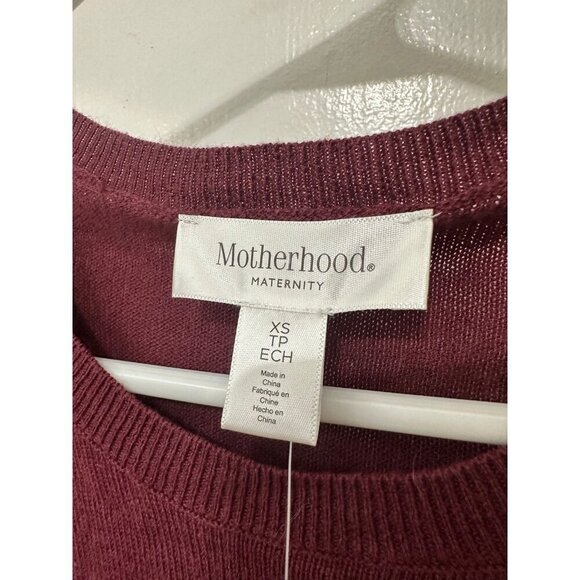 Motherhood®
MATERNITY
XS
TP
ECH
Made in
China
Fabriqué en
Chine
Hecho en
China